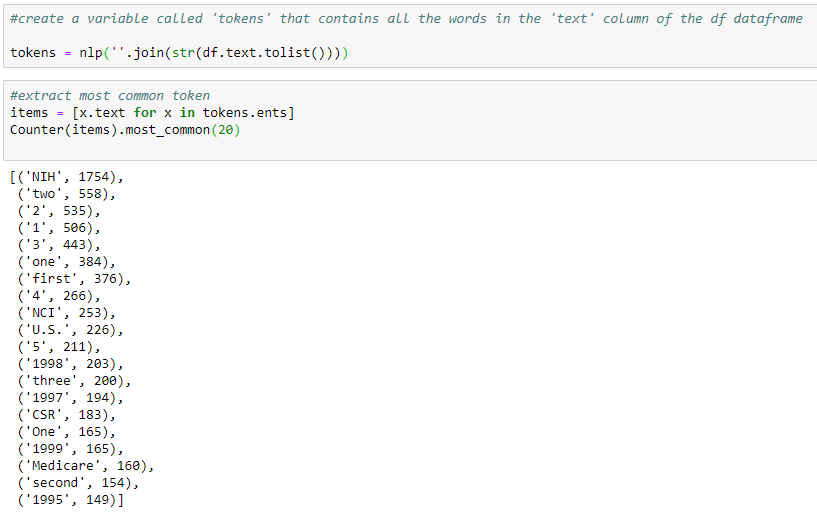 #create a variable called 'tokens' that contains all the words in the 'text' column of the df dataframe
tokens = nlp(''.join(str(df.text.tolist())))
#extract most common token
items = [x.text for x in tokens.ents]
Counter(items).most_common(20)
[('NIH', 1754),
('two', 558),
('2', 535),
('1', 506),
('3', 443),
('one', 384),
('first', 376),
('4', 266),
('NCI', 253),
('U.S.', 226),
('5', 211),
('1998', 203),
('three', 200),
('1997', 194),
('CSR', 183),
('One', 165),
('1999', 165),
('Medicare', 160),
('second', 154),
('1995', 149)]